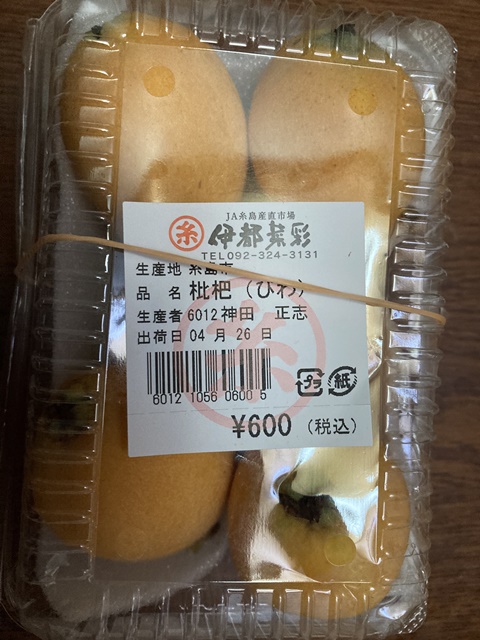 JA糸島産直市場
糸 伊都菜彩
TEL092-324-3131
生産地 糸島市
品 名 枇杷 (びわ)
生産者 6012 神田 正志
出荷日 04 月 26 日
6012 1056 0600 5
プラ 紙
¥600 (税込)